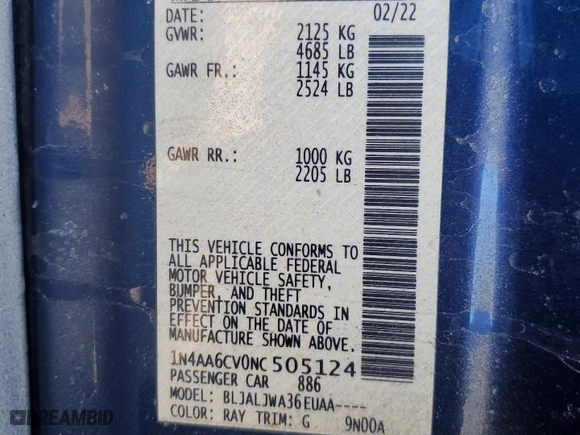 DATE: 02/22
GVWR: 2125 KG
4685 LB
GAWR FR.: 1145 KG
2524 LB
GAWR RR.: 1000 KG
2205 LB
THIS VEHICLE CONFORMS TO
ALL APPLICABLE FEDERAL
MOTOR VEHICLE SAFETY,
BUMPER, AND THEFT
PREVENTION STANDARDS IN
EFFECT ON THE DATE OF
MANUFACTURE SHOWN ABOVE.
1N4AA6CV0NC505124
PASSENGER CAR 886
MODEL: BLJALJWA36EUAA----
COLOR: RAY TRIM: G 9N00A
DREAMBID